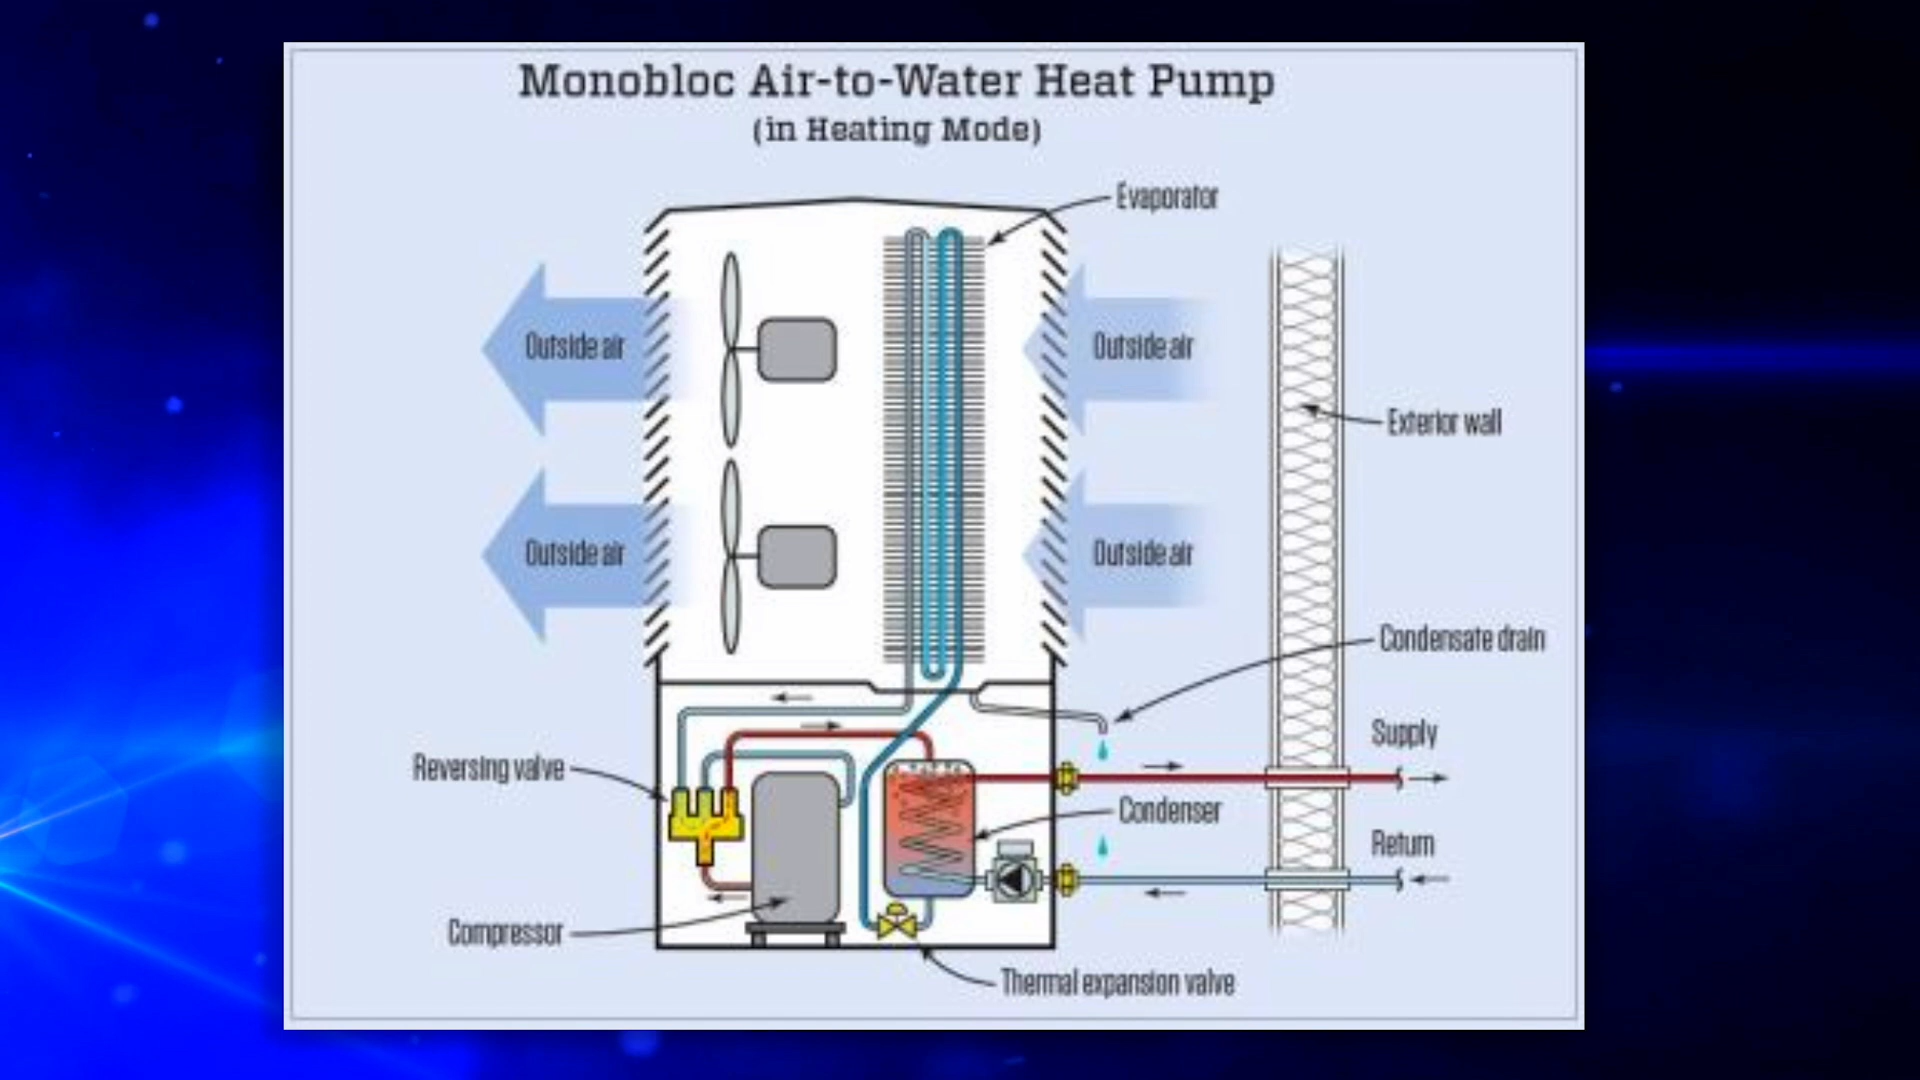 Monobloc Air-to-Water Heat Pump
(in Heating Mode)
Evaporator
Outside air
Outside air
Exterior wall
Outside air
Outside air
Condensate drain
Supply
Reversing valve
Condenser
Return
Compressor
Thermal expansion valve